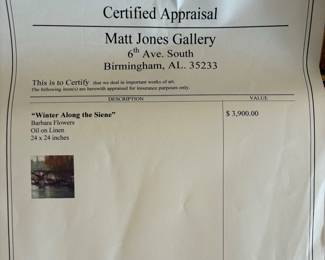 Certified Appraisal
Matt Jones Gallery
6th Ave. South
Birmingham, AL. 35233
This is to Certify that we deal in important works of art.
The following item(s) are herewith appraised for insurance purposes only.
DESCRIPTION VALUE
"Winter Along the Siene" $ 3,900.00
Barbara Flowers
Oil on Linen
24 x 24 inches